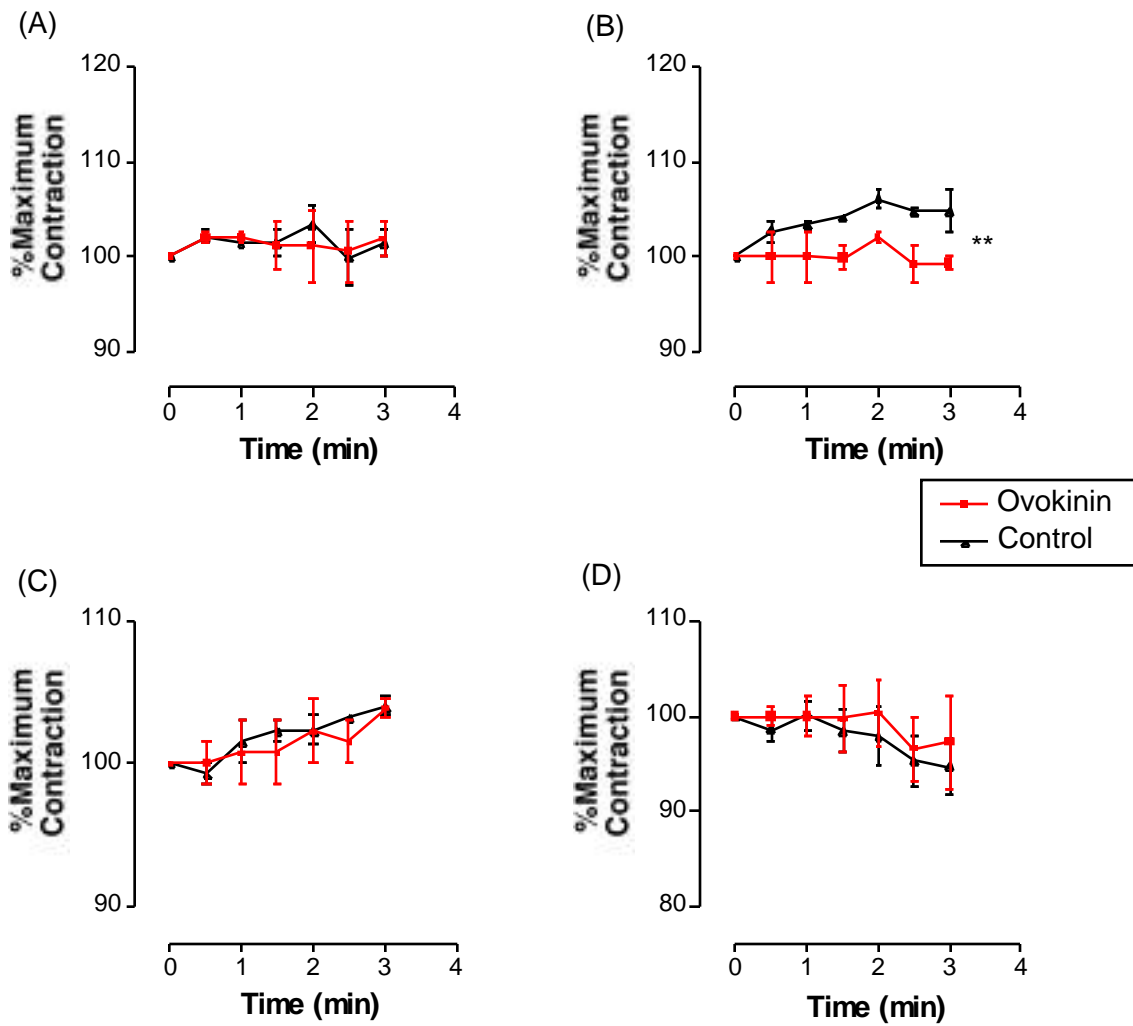 (A)
120
110
100
90
%Maximum
Contraction
0 1 2 3 4
Time (min)
(B)
120
110
100
90
%Maximum
Contraction
**
0 1 2 3 4
Time (min)
Ovokinin
Control
(C)
110
100
90
%Maximum
Contraction
0 1 2 3 4
Time (min)
(D)
110
100
90
80
%Maximum
Contraction
0 1 2 3 4
Time (min)